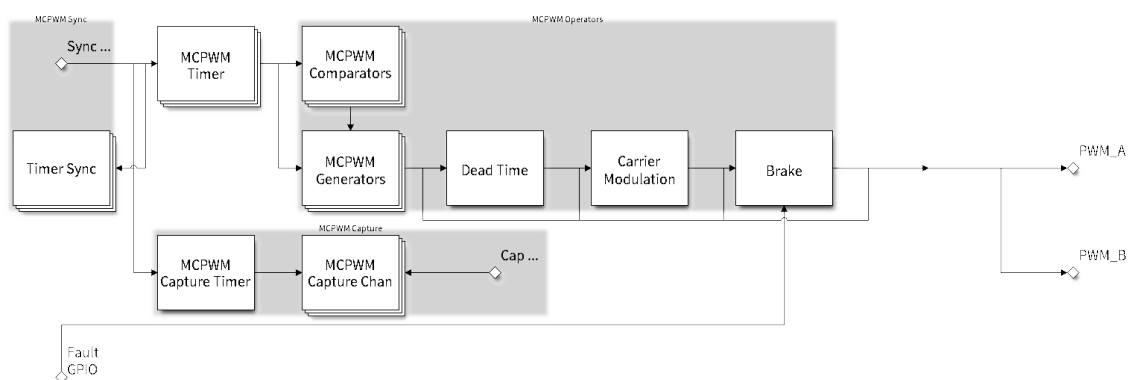 MCPWM Sync
MCPWM Operators
Sync ...
MCPWM
Timer
MCPWM
Comparators
Timer Sync
MCPWM
Generators
Dead Time
Carrier
Modulation
Brake
PWM_A
MCPWM Capture
MCPWM
Capture Timer
MCPWM
Capture Chan
Cap ...
PWM_B
Fault
GPIO